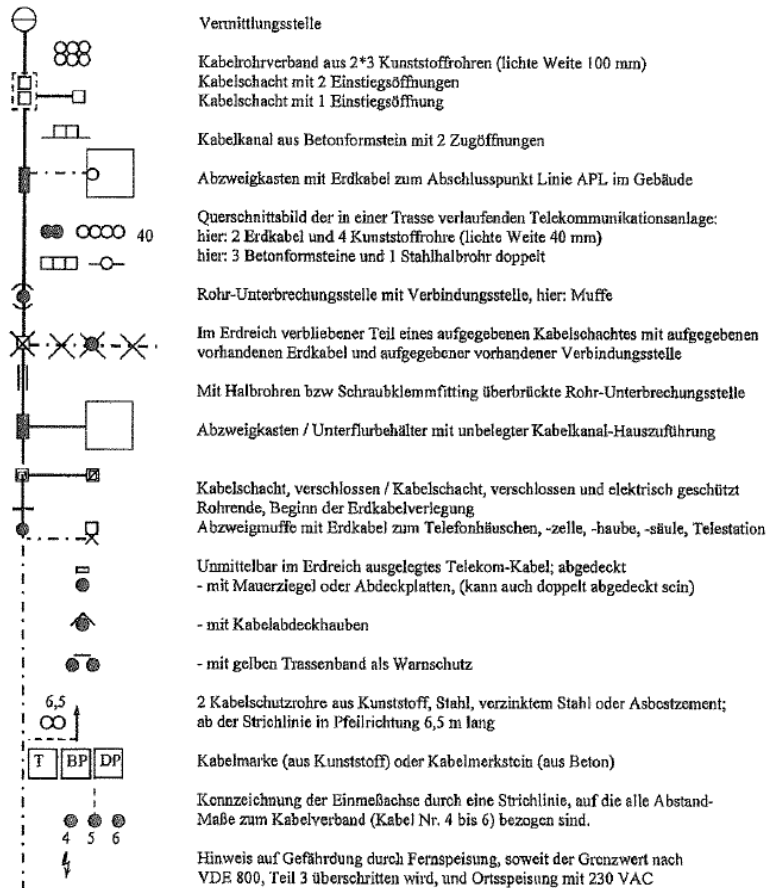 Vermittlungsstelle
Kabelrohrverband aus 2*3 Kunststoffrohren (lichte Weite 100 mm)
Kabelschacht mit 2 Einstiegsöffnungen
Kabelschacht mit 1 Einstiegsöffnung
Kabelkanal aus Betonformstein mit 2 Zugöffnungen
Abzweigkasten mit Erdkabel zum Abschlusspunkt Linie APL im Gebäude
Querschnittsbild der in einer Trasse verlaufenden Telekommunikationsanlage:
40 hier: 2 Erdkabel und 4 Kunststoffrohre (lichte Weite 40 mm)
hier: 3 Betonformsteine und 1 Stahlhalbrohr doppelt
Rohr-Unterbrechungsstelle mit Verbindungsstelle, hier: Muffe
Im Erdreich verbliebener Teil eines aufgegebenen Kabelschachtes mit aufgegebenen
vorhandenen Erdkabel und aufgegebener vorhandener Verbindungsstelle
Mit Halbrohren bzw Schraubklemmfitting überbrückte Rohr-Unterbrechungsstelle
Abzweigkasten / Unterflurbehälter mit unbelegter Kabelkanal-Hauszuführung
Kabelschacht, verschlossen / Kabelschacht, verschlossen und elektrisch geschützt
Rohrende, Beginn der Erdkabelverlegung
Abzweigmuffe mit Erdkabel zum Telefonhäuschen, -zelle, -haube, -säule, Telestation
Unmittelbar im Erdreich ausgelegtes Telekom-Kabel; abgedeckt
- mit Mauerziegel oder Abdeckplatten, (kann auch doppelt abgedeckt sein)
- mit Kabelabdeckhauben
- mit gelben Trassenband als Warnschutz
6,5 2 Kabelschutzrohre aus Kunststoff, Stahl, verzinktem Stahl oder Asbestzement;
ab der Strichlinie in Pfeilrichtung 6,5 m lang
T BP DP Kabelmarke (aus Kunststoff) oder Kabelmerkstein (aus Beton)
Kennzeichnung der Einmeßachse durch eine Strichlinie, auf die alle Abstand-
Maße zum Kabelverband (Kabel Nr. 4 bis 6) bezogen sind.
4 5 6
Hinweis auf Gefährdung durch Fernspeisung, soweit der Grenzwert nach
VDE 800, Teil 3 überschritten wird, und Ortsspeisung mit 230 VAC